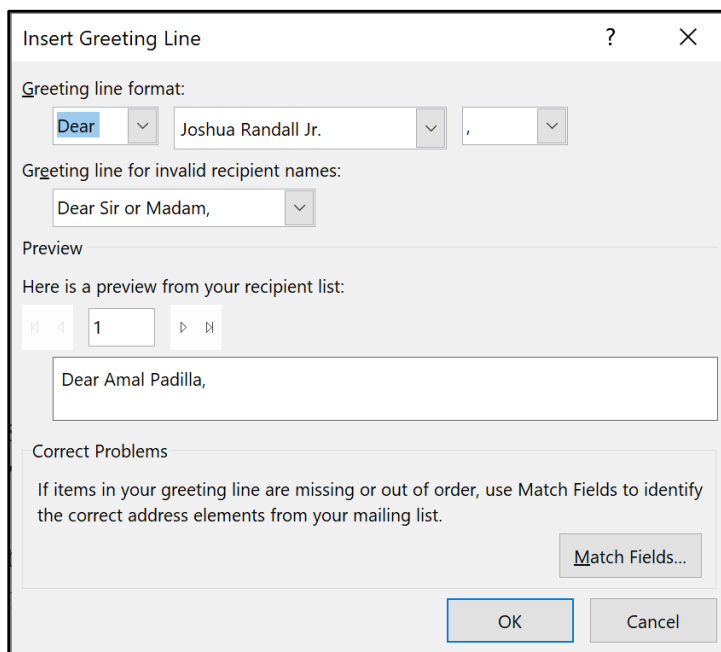 Insert Greeting Line ?
Greeting line format:
Dear Joshua Randall Jr. ,
Greeting line for invalid recipient names:
Dear Sir or Madam,
Preview
Here is a preview from your recipient list:
1
Dear Amal Padilla,
Correct Problems
If items in your greeting line are missing or out of order, use Match Fields to identify
the correct address elements from your mailing list.
Match Fields...
OK Cancel